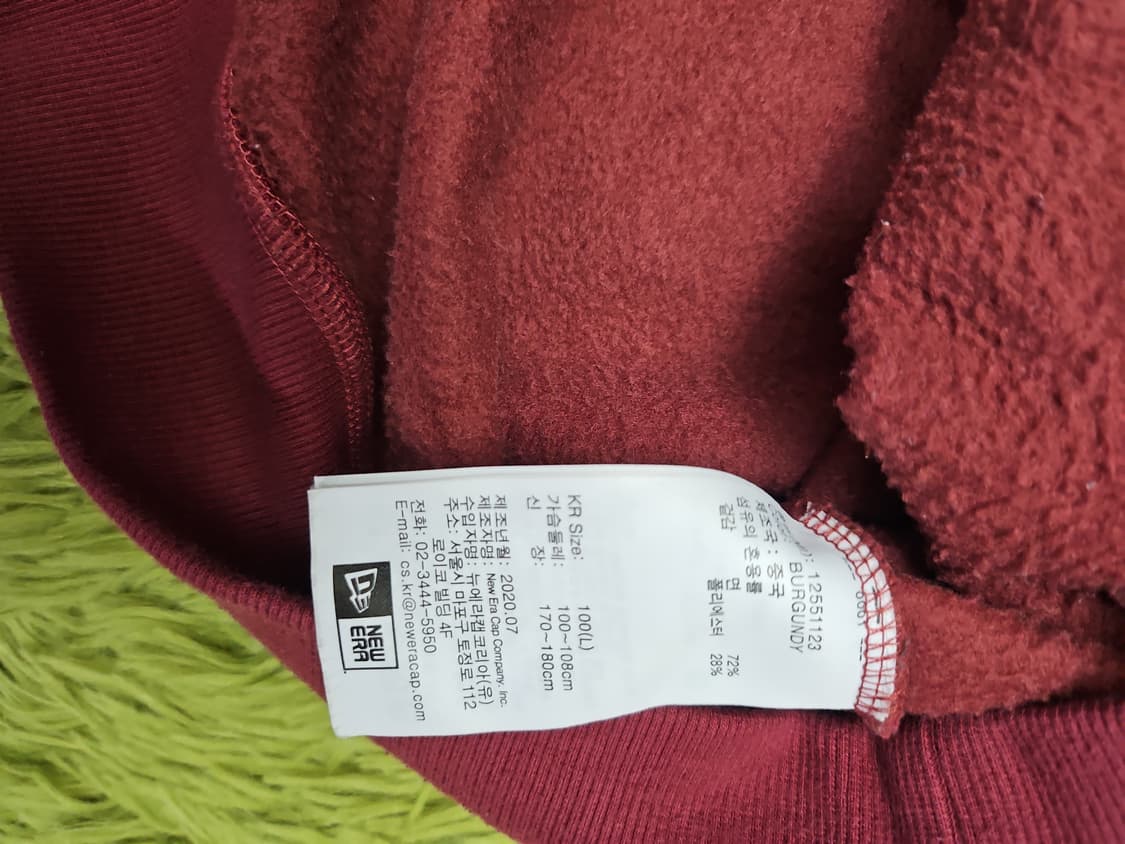 12551123
BURGUNDY
제조국 : 중국
섬유의 혼용률
겉감 면 72%
폴리에스터 28%
KR Size: 100(L)
가슴둘레: 100~108cm
신 장: 170~180cm
제조년월: 2020.07
제조자명: New Era Cap Company, Inc.
수입자명: 뉴에라캡코리아(유)
주소: 서울시 마포구 토정로 112
로이코 빌딩 4F
전화: 02-3444-5950
E-mail: cs.kr@neweracap.com
NEW
ERA